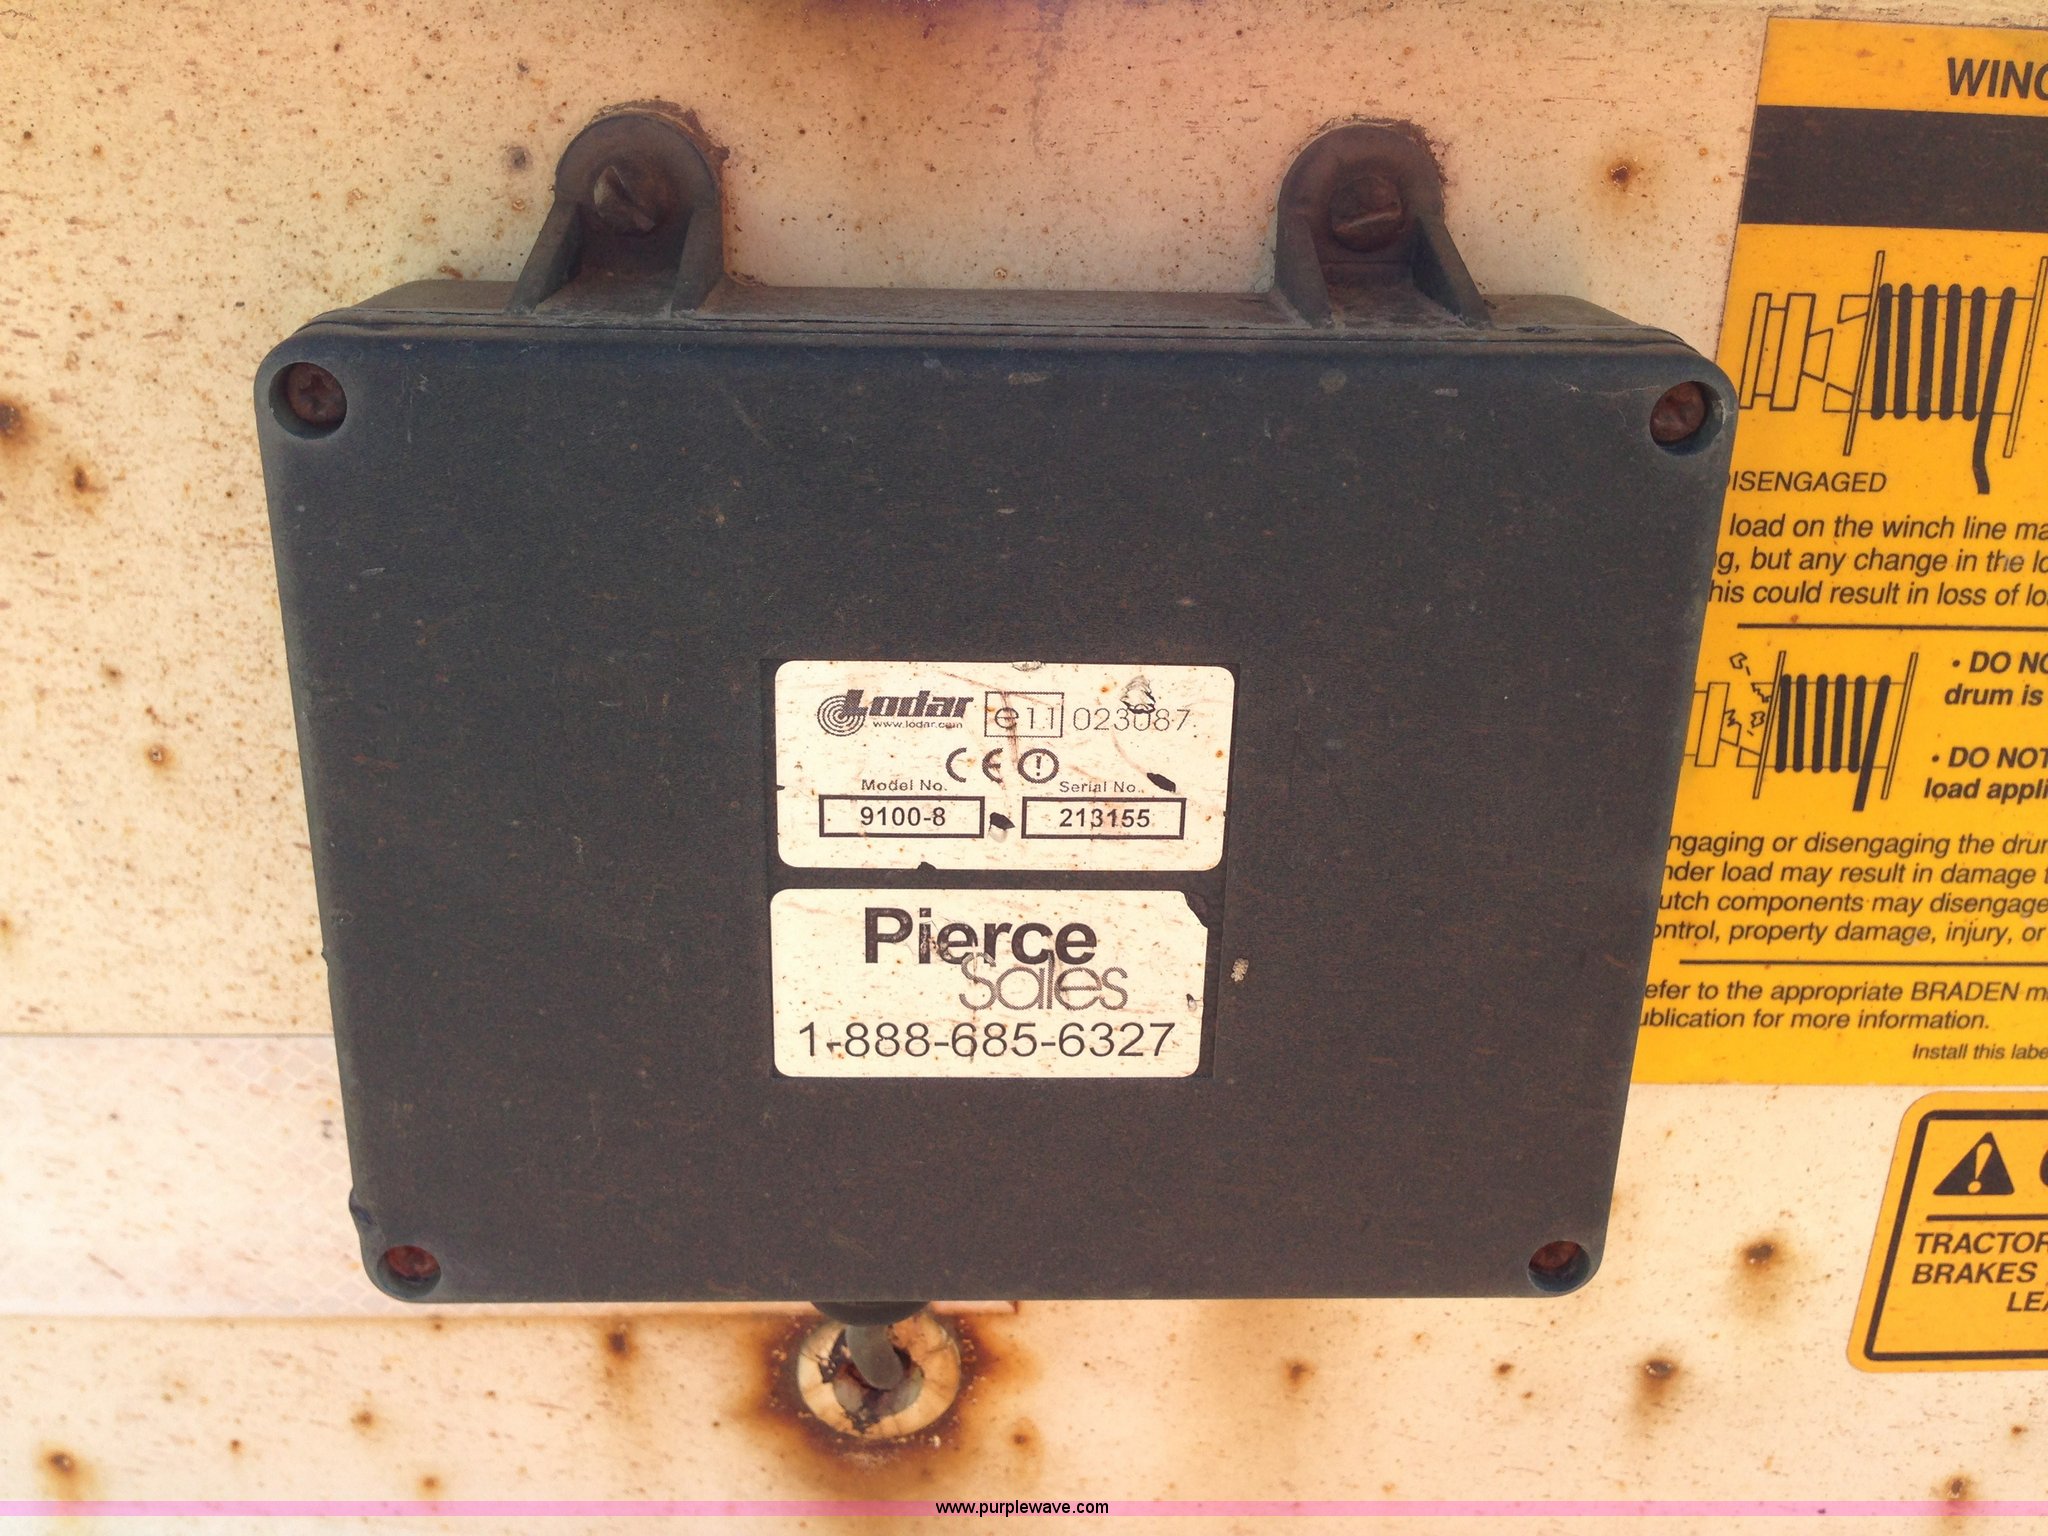 Lodar
www.lodar.com
e11 023087
CE
Model No. Serial No.
9100-8 213155
Pierce
Sales
1-888-685-6327
WINC
DISENGAGED
load on the winch line ma
g, but any change in the lo
his could result in loss of lo
• DO NO
drum is
• DO NOT
load appli
ngaging or disengaging the drun
nder load may result in damage t
utch components may disengage
ontrol, property damage, injury, or
efer to the appropriate BRADEN m
ublication for more information.
Install this labe
TRACTOR
BRAKES
LEA
www.purplewave.com